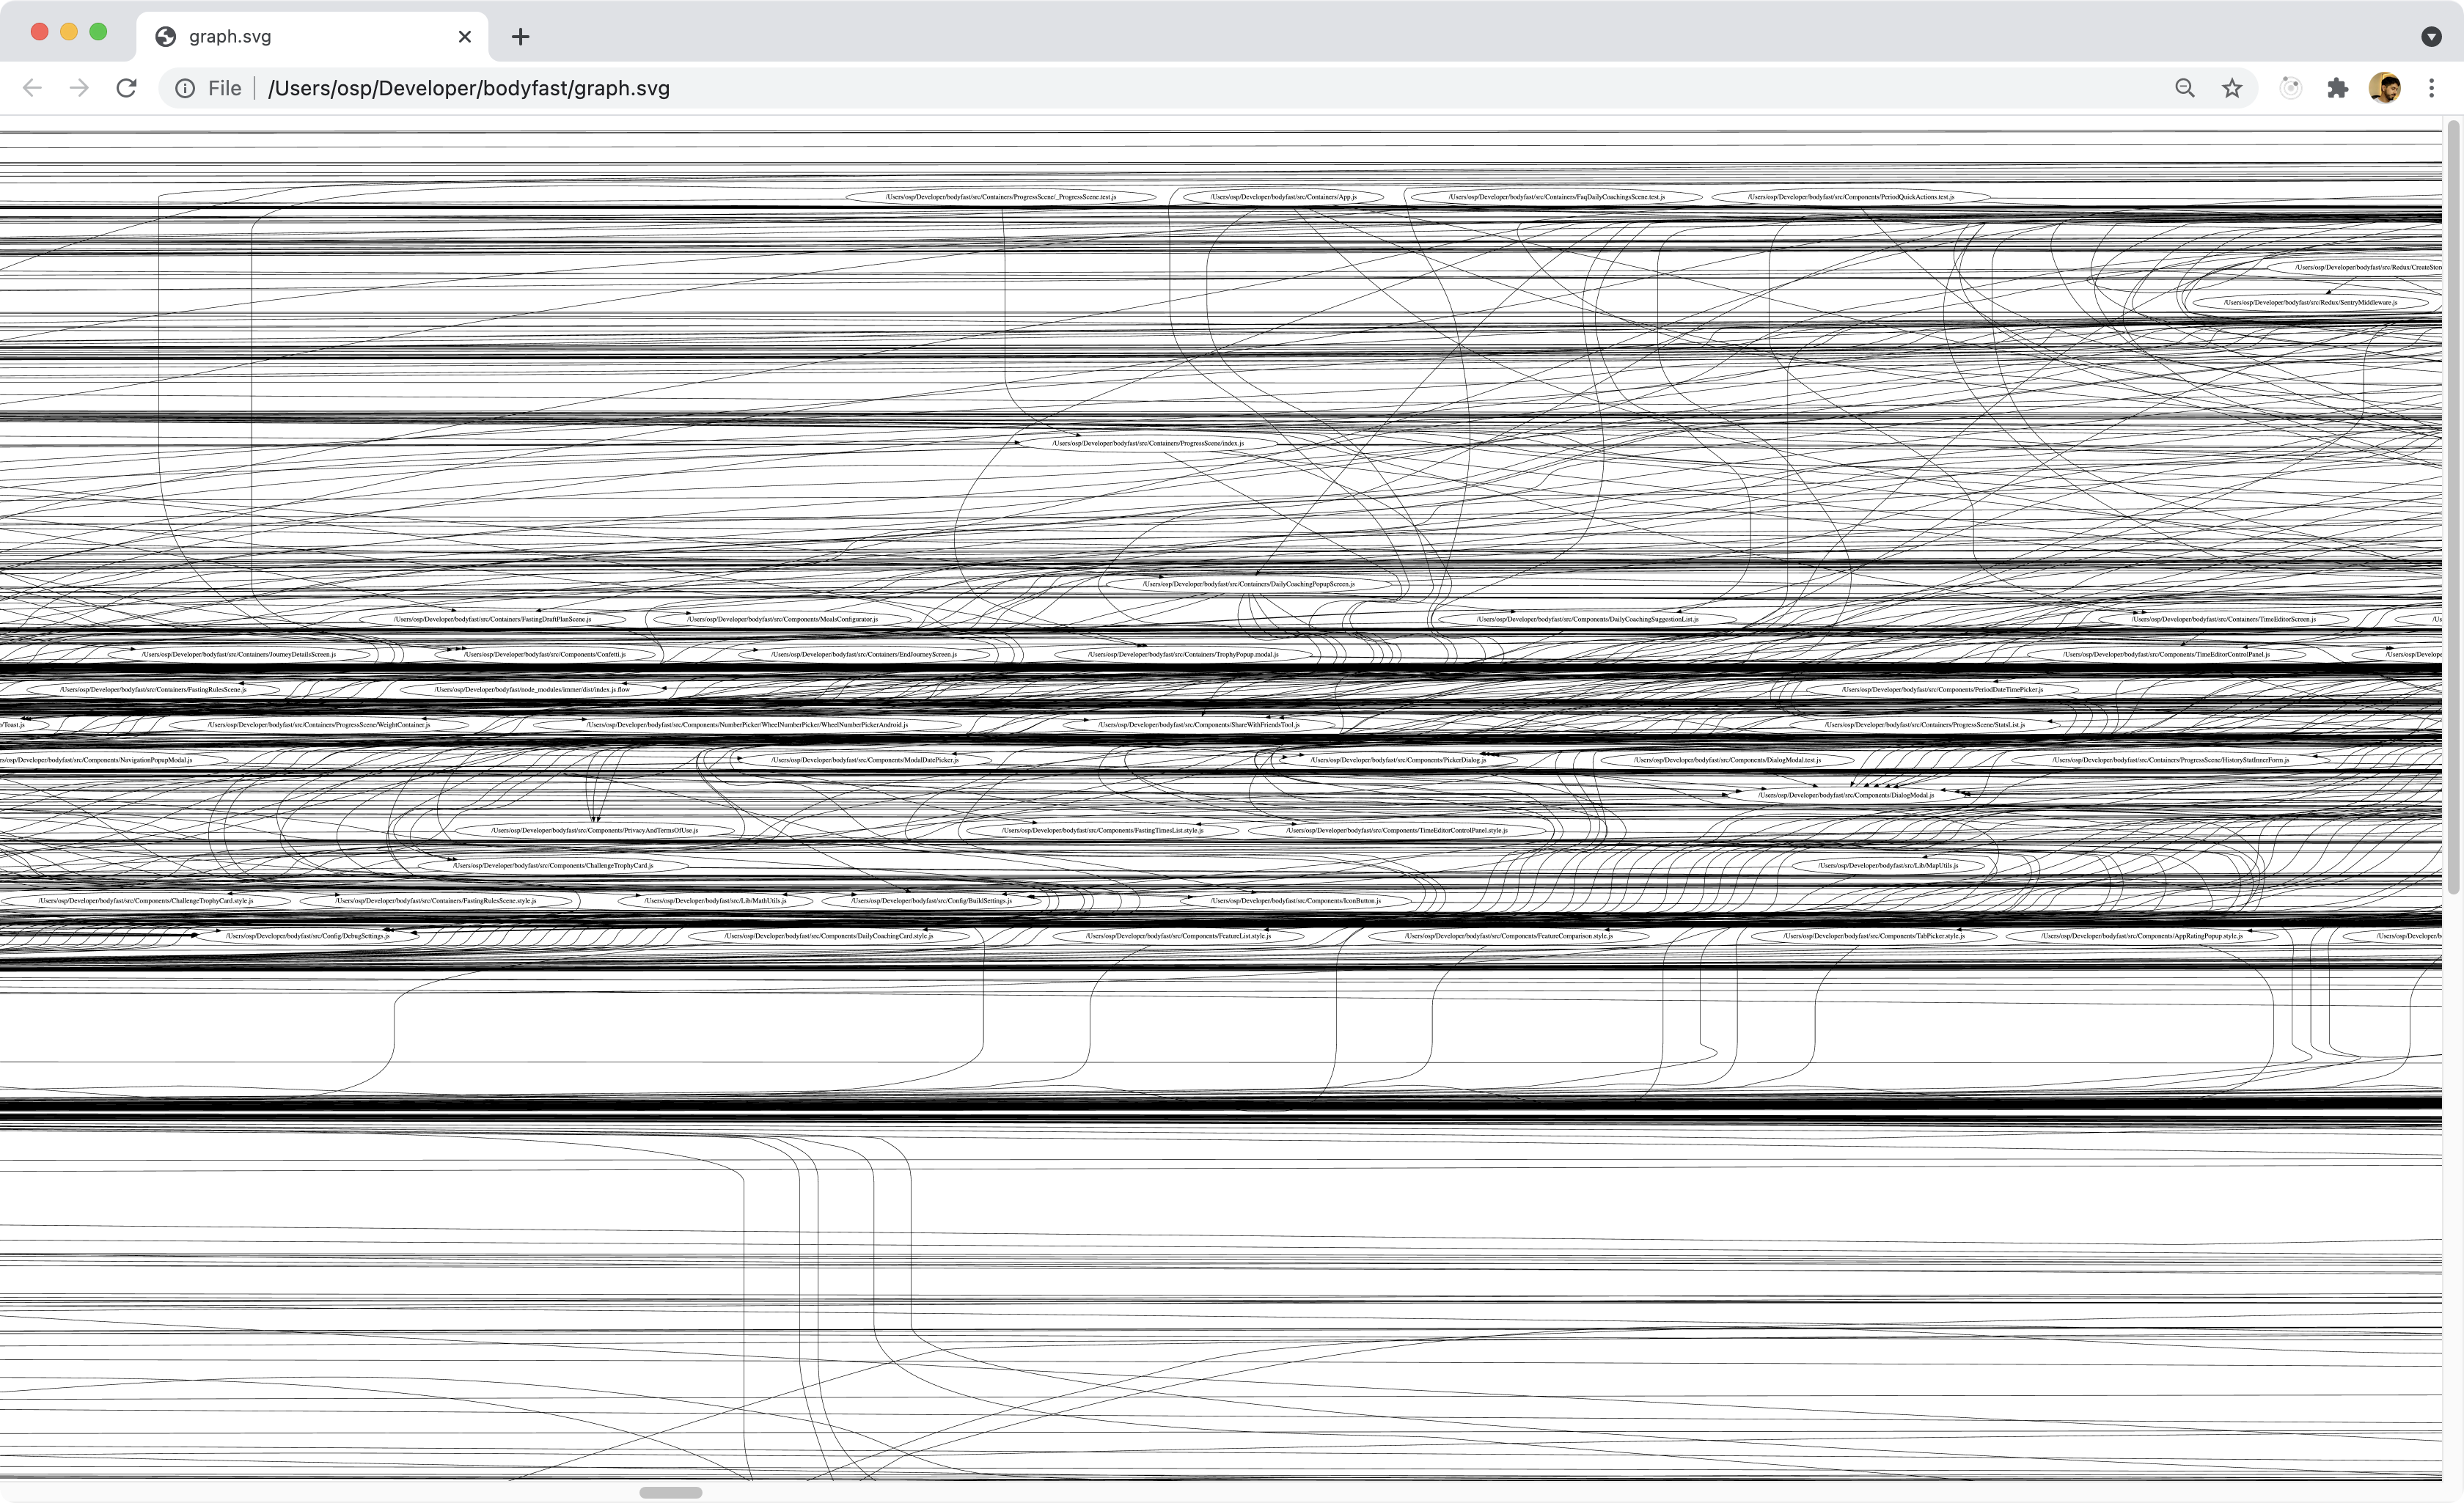 graph.svg
File /Users/osp/Developer/bodyfast/graph.svg
/Users/osp/Developer/bodyfast/src/Containers/ProgressScene/_ProgressScene.test.js
/Users/osp/Developer/bodyfast/src/Containers/App.js
/Users/osp/Developer/bodyfast/src/Containers/FaqDailyCoachingsScene.test.js
/Users/osp/Developer/bodyfast/src/Components/PeriodQuickActions.test.js
/Users/osp/Developer/bodyfast/src/Redux/CreateStor
/Users/osp/Developer/bodyfast/src/Redux/SentryMiddleware.js
/Users/osp/Developer/bodyfast/src/Containers/ProgressScene/index.js
/Users/osp/Developer/bodyfast/src/Containers/DailyCoachingPopupScreen.js
/Users/osp/Developer/bodyfast/src/Containers/FastingDraftPlanScene.js
/Users/osp/Developer/bodyfast/src/Components/MealsConfigurator.js
/Users/osp/Developer/bodyfast/src/Components/DailyCoachingSuggestionList.js
/Users/osp/Developer/bodyfast/src/Containers/TimeEditorScreen.js
/Users/osp/Developer/bodyfast/src/Containers/JourneyDetailsScreen.js
/Users/osp/Developer/bodyfast/src/Components/Confetti.js
/Users/osp/Developer/bodyfast/src/Containers/EndJourneyScreen.js
/Users/osp/Developer/bodyfast/src/Containers/TrophyPopup.modal.js
/Users/osp/Developer/bodyfast/src/Components/TimeEditorControlPanel.js
/Users/osp/Develope
/Users/osp/Developer/bodyfast/src/Containers/FastingRulesScene.js
/Users/osp/Developer/bodyfast/node_modules/immer/dist/index.js.flow
/Users/osp/Developer/bodyfast/src/Components/PeriodDateTimePicker.js
/Toast.js
/Users/osp/Developer/bodyfast/src/Containers/ProgressScene/WeightContainer.js
/Users/osp/Developer/bodyfast/src/Components/NumberPicker/WheelNumberPicker/WheelNumberPickerAndroid.js
/Users/osp/Developer/bodyfast/src/Components/ShareWithFriendsTool.js
/Users/osp/Developer/bodyfast/src/Containers/ProgressScene/StatsList.js
rs/osp/Developer/bodyfast/src/Components/NavigationPopupModal.js
/Users/osp/Developer/bodyfast/src/Components/ModalDatePicker.js
/Users/osp/Developer/bodyfast/src/Components/PickerDialog.js
/Users/osp/Developer/bodyfast/src/Components/DialogModal.test.js
/Users/osp/Developer/bodyfast/src/Containers/ProgressScene/HistoryStatInnerForm.js
/Users/osp/Developer/bodyfast/src/Components/DialogModal.js
/Users/osp/Developer/bodyfast/src/Components/PrivacyAndTermsOfUse.js
/Users/osp/Developer/bodyfast/src/Components/FastingTimesList.style.js
/Users/osp/Developer/bodyfast/src/Components/TimeEditorControlPanel.style.js
/Users/osp/Developer/bodyfast/src/Components/ChallengeTrophyCard.js
/Users/osp/Developer/bodyfast/src/Lib/MapUtils.js
/Users/osp/Developer/bodyfast/src/Components/ChallengeTrophyCard.style.js
/Users/osp/Developer/bodyfast/src/Containers/FastingRulesScene.style.js
/Users/osp/Developer/bodyfast/src/Lib/MathUtils.js
/Users/osp/Developer/bodyfast/src/Config/BuildSettings.js
/Users/osp/Developer/bodyfast/src/Components/IconButton.js
/Users/osp/Developer/bodyfast/src/Config/DebugSettings.js
/Users/osp/Developer/bodyfast/src/Components/DailyCoachingCard.style.js
/Users/osp/Developer/bodyfast/src/Components/FeatureList.style.js
/Users/osp/Developer/bodyfast/src/Components/FeatureComparison.style.js
/Users/osp/Developer/bodyfast/src/Components/TabPicker.style.js
/Users/osp/Developer/bodyfast/src/Components/AppRatingPopup.style.js
/Users/osp/Developer/b